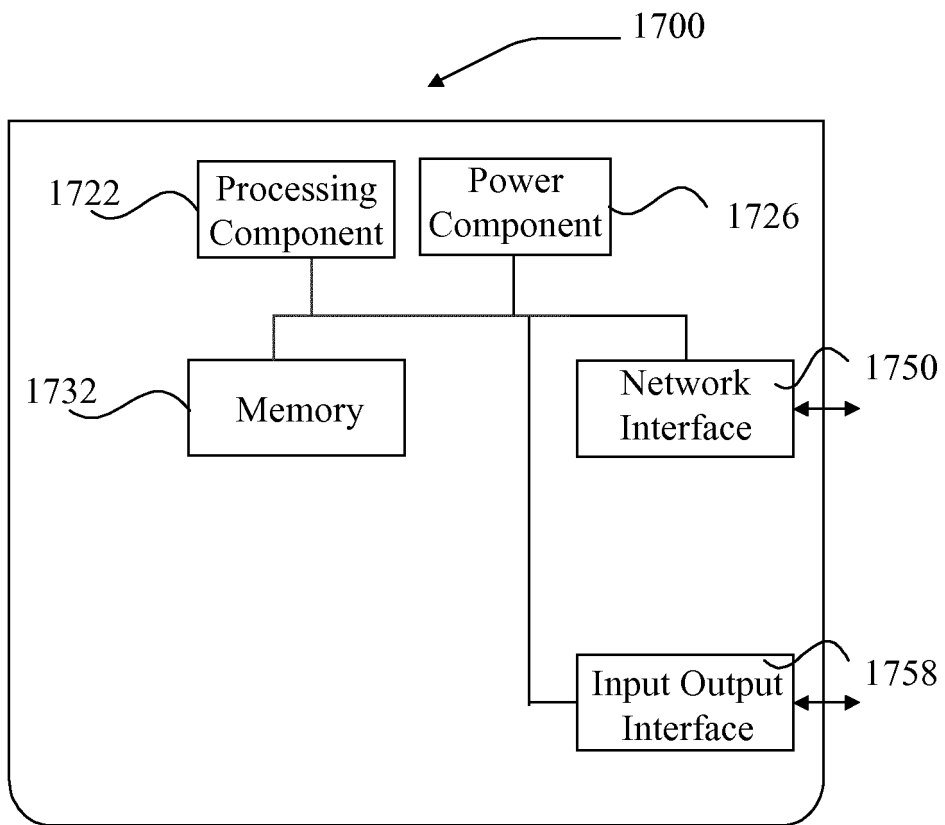 1700
1722
Processing
Component
Power
Component
1726
1732
Memory
Network
Interface
1750
Input Output
Interface
1758